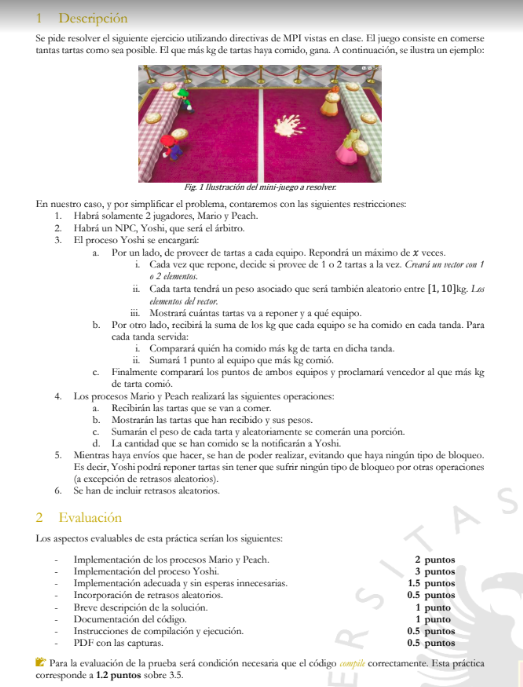 1 Descripción
Se pide resolver el siguiente ejercicio utilizando directivas de MPI vistas en clase. El juego consiste en comerse
tantas tartas como sea posible. El que más kg de tartas haya comido, gana. A continuación, se ilustra un ejemplo:
Fig. 1 Ilustración del mini-juego a resolver.
En nuestro caso, y por simplificar el problema, contaremos con las siguientes restricciones:
1. Habrá solamente 2 jugadores, Mario y Peach.
2. Habrá un NPC, Yoshi, que será el árbitro.
3. El proceso Yoshi se encargará:
a. Por un lado, de proveer de tartas a cada equipo. Repondrá un máximo de x veces.
i. Cada vez que repone, decide si provee de 1 o 2 tartas a la vez. Creará un vector con 1
o 2 elementos.
ii. Cada tarta tendrá un peso asociado que será también aleatorio entre [1, 10]kg. Los
elementos del vector.
iii. Mostrará cuántas tartas va a reponer y a qué equipo.
b. Por otro lado, recibirá la suma de los kg que cada equipo se ha comido en cada tanda. Para
cada tanda servida:
i. Comparará quién ha comido más kg de tarta en dicha tanda.
ii. Sumará 1 punto al equipo que más kg comió.
c. Finalmente comparará los puntos de ambos equipos y proclamará vencedor al que más kg
de tarta comió.
4. Los procesos Mario y Peach realizará las siguientes operaciones:
a. Recibirán las tartas que se van a comer.
b. Mostrarán las tartas que han recibido y sus pesos.
c. Sumarán el peso de cada tarta y aleatoriamente se comerán una porción.
d. La cantidad que se han comido se la notificarán a Yoshi.
5. Mientras haya envíos que hacer, se han de poder realizar, evitando que haya ningún tipo de bloqueo.
Es decir, Yoshi podrá reponer tartas sin tener que sufrir ningún tipo de bloqueo por otras operaciones
(a excepción de retrasos aleatorios).
6. Se han de incluir retrasos aleatorios.
2 Evaluación
Los aspectos evaluables de esta práctica serían los siguientes:
- Implementación de los procesos Mario y Peach. 2 puntos
- Implementación del proceso Yoshi. 3 puntos
- Implementación adecuada y sin esperas innecesarias. 1.5 puntos
- Incorporación de retrasos aleatorios. 0.5 puntos
- Breve descripción de la solución. 1 punto
- Documentación del código. 1 punto
- Instrucciones de compilación y ejecución. 0.5 puntos
- PDF con las capturas. 0.5 puntos
Para la evaluación de la prueba será condición necesaria que el código compile correctamente. Esta práctica
corresponde a 1.2 puntos sobre 3.5.
ERSITAS